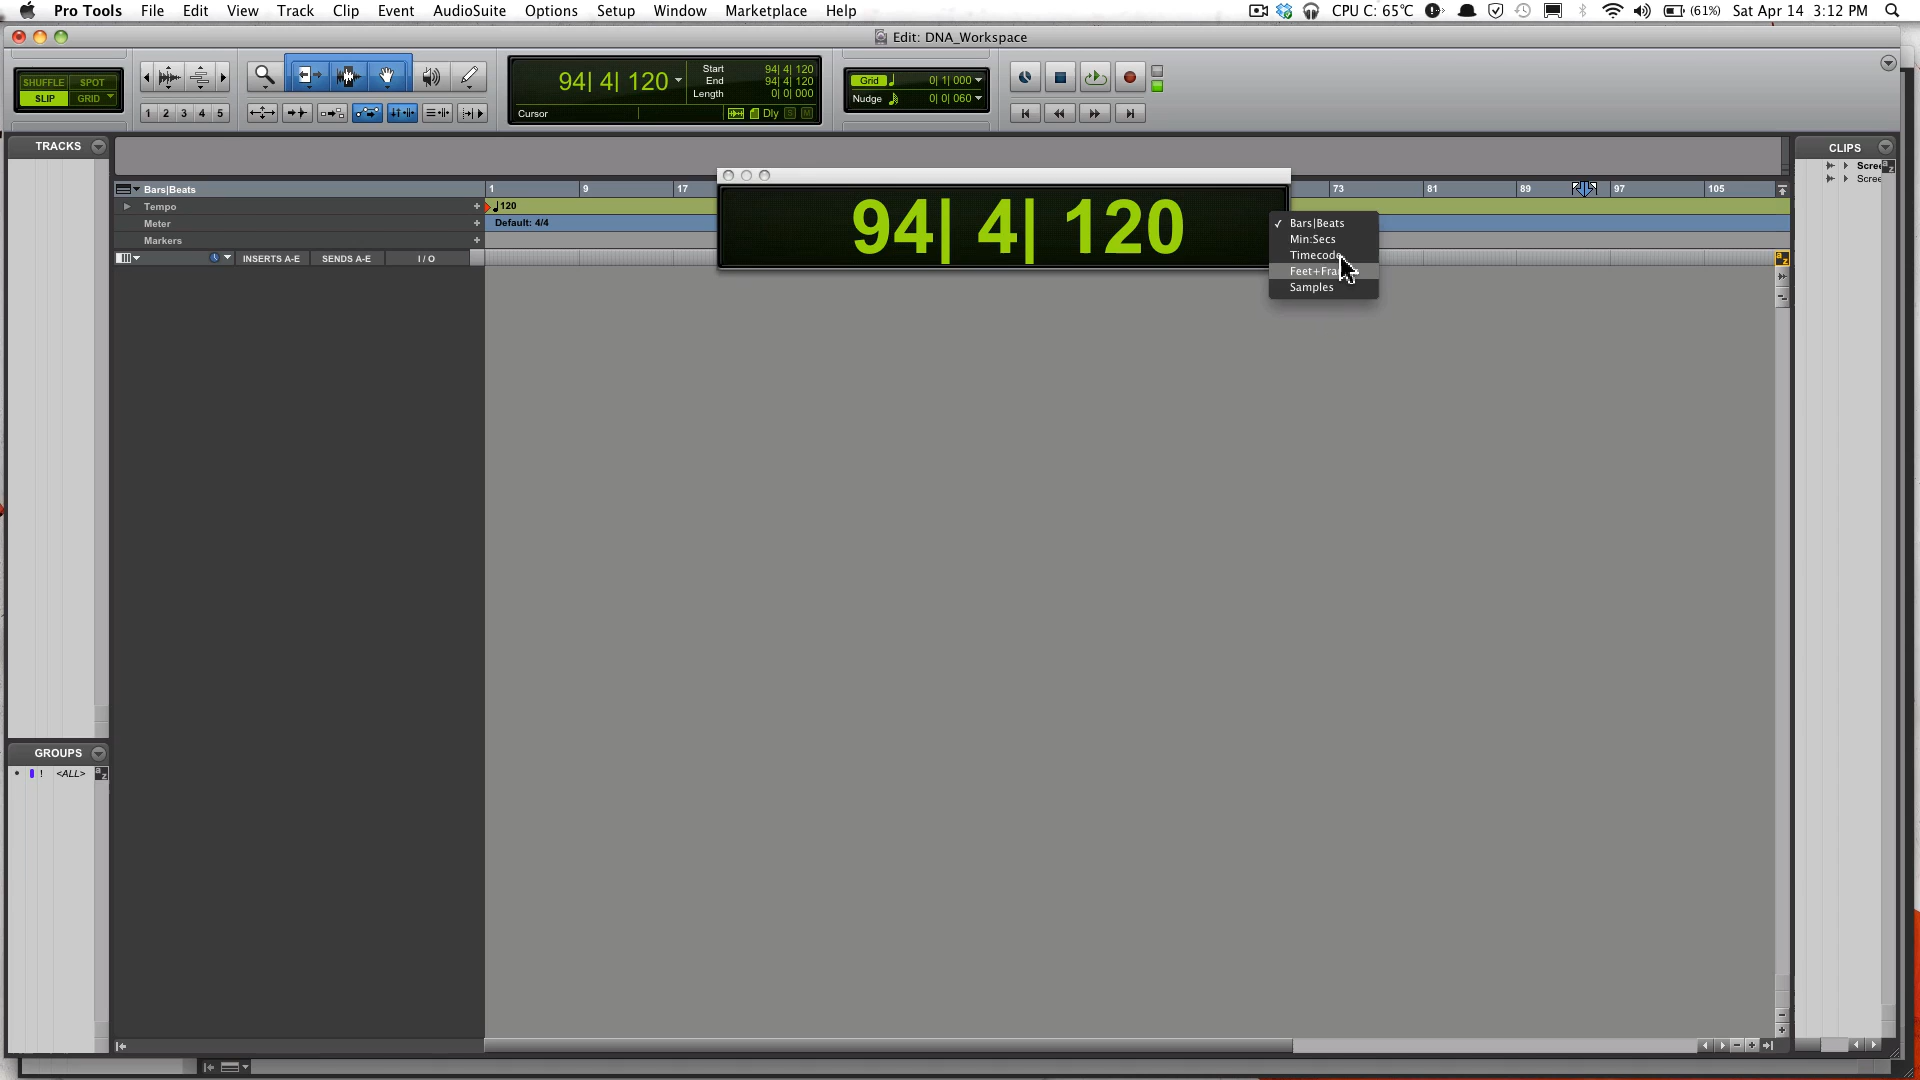 Pro Tools File Edit View Track Clip Event AudioSuite Options Setup Window Marketplace Help CPU C: 65°C (61%) Sat Apr 14 3:12 PM
Edit: DNA_Workspace
SHUFFLE SPOT
SLIP GRID
1 2 3 4 5
94| 4| 120
Start 94| 4| 120
End 94| 4| 120
Length 0| 0| 000
Cursor Dly S M
Grid 0| 1| 000
Nudge 0| 0| 060
TRACKS
CLIPS
Bars|Beats 1 9 17 73 81 89 97 105
Tempo 120
Meter Default: 4/4
Markers
INSERTS A-E SENDS A-E I / O
94| 4| 120
✓ Bars|Beats
Min:Secs
Timecode
Samples
GROUPS
! <ALL> a z